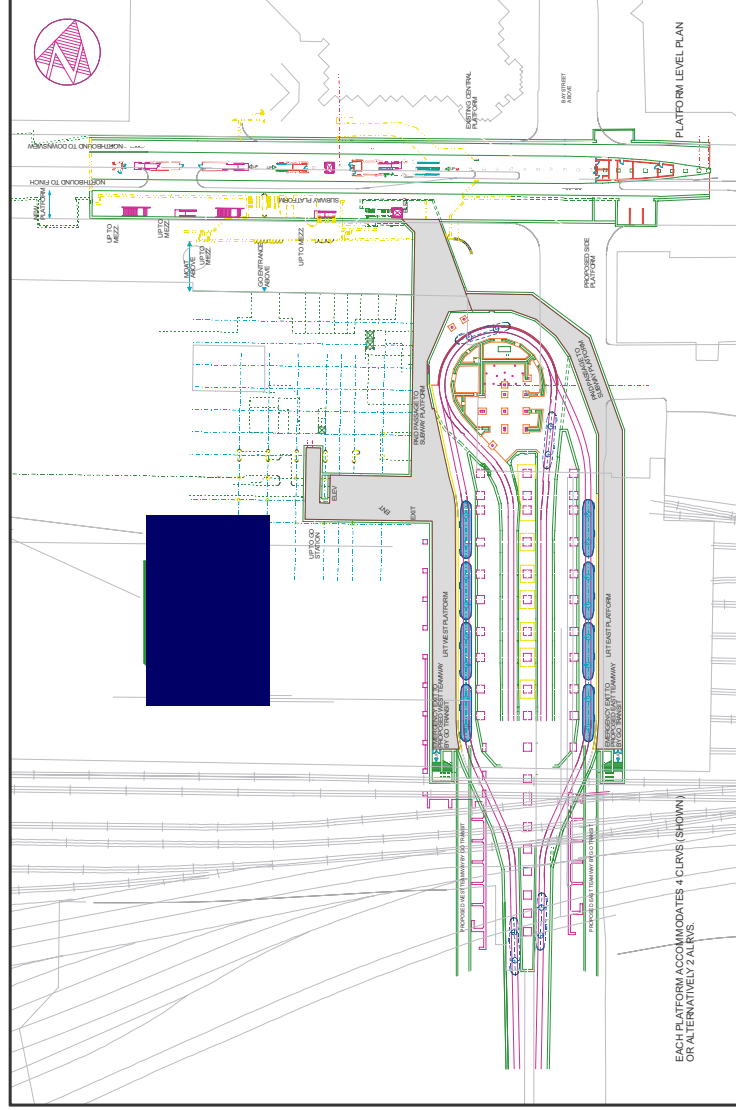 PLATFORM LEVEL PLAN
EXISTING CENTRAL
PLATFORM
BAY STREET
ABOVE
NORTHBOUND TO DOWNSVIEW
NORTHBOUND TO FINCH
NEW
PLATFORM
SUBWAY PLATFORM
ELEV
UP TO
MEZZ.
UP TO
MEZZ.
MOAT
ABOVE
UP TO
MEZZ.
GO ENTRANCE
ABOVE
UP TO MEZZ.
PROPOSED SIDE
PLATFORM
PAID PASSAGE TO
SUBWAY PLATFORM
PAID PASSAGE TO
SUBWAY PLATFORM
ELEV
ENT
EXIT
UP TO GO
STATION
LRT WEST PLATFORM
LRT EAST PLATFORM
EMERGENCY EXIT TO
PROPOSED WEST TEAMWAY
BY GO TRANSIT
EMERGENCY EXIT TO
PROPOSED EAST TEAMWAY
BY GO TRANSIT
PROPOSED WEST TEAMWAY BY GO TRANSIT
PROPOSED EAST TEAMWAY BY GO TRANSIT
EACH PLATFORM ACCOMMODATES 4 CLRVS (SHOWN)
OR ALTERNATIVELY 2 ALRVS.